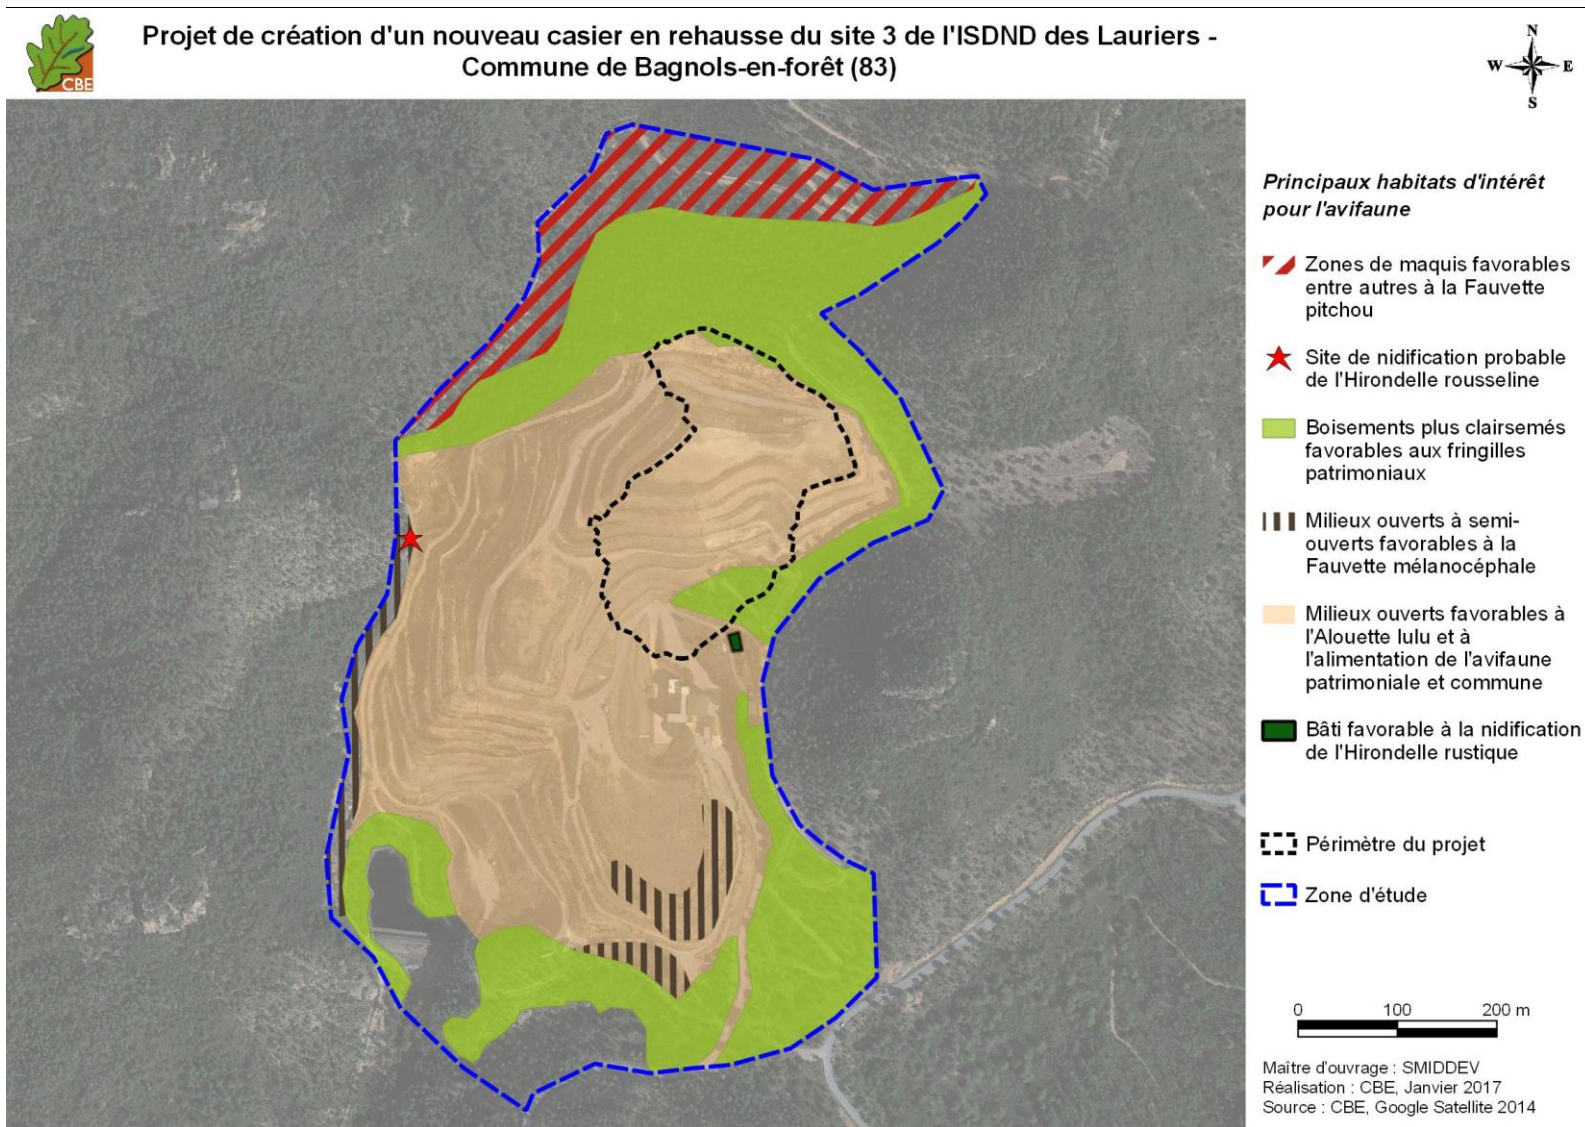 Projet de création d'un nouveau casier en rehausse du site 3 de l'ISDND des Lauriers -
Commune de Bagnols-en-forêt (83)
CBE
N
W E
S
Principaux habitats d'intérêt
pour l'avifaune
Zones de maquis favorables
entre autres à la Fauvette
pitchou
Site de nidification probable
de l'Hirondelle rousseline
Boisements plus clairsemés
favorables aux fringilles
patrimoniaux
Milieux ouverts à semi-
ouverts favorables à la
Fauvette mélanocéphale
Milieux ouverts favorables à
l'Alouette lulu et à
l'alimentation de l'avifaune
patrimoniale et commune
Bâti favorable à la nidification
de l'Hirondelle rustique
Périmètre du projet
Zone d'étude
0 100 200 m
Maître d'ouvrage : SMIDDEV
Réalisation : CBE, Janvier 2017
Source : CBE, Google Satellite 2014